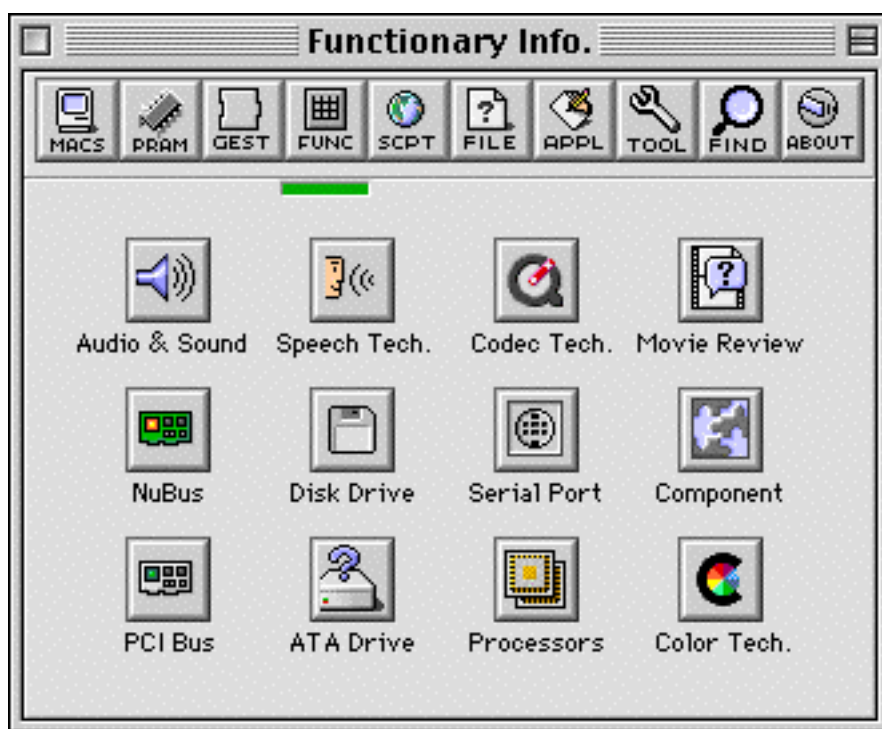 Functionary Info.
MACS PRAM GEST FUNC SCPT FILE APPL TOOL FIND ABOUT
Audio & Sound Speech Tech. Codec Tech. Movie Review
NuBus Disk Drive Serial Port Component
PCI Bus ATA Drive Processors Color Tech.